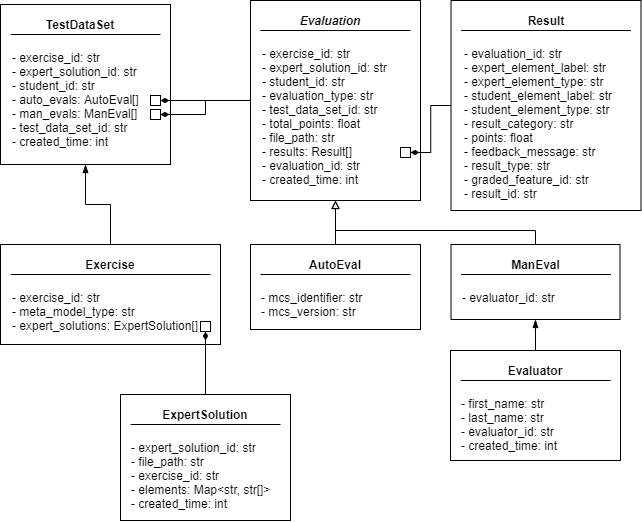 TestDataSet
- exercise_id: str
- expert_solution_id: str
- student_id: str
- auto_evals: AutoEval[]
- man_evals: ManEval[]
- test_data_set_id: str
- created_time: int
Evaluation
- exercise_id: str
- expert_solution_id: str
- student_id: str
- evaluation_type: str
- test_data_set_id: str
- total_points: float
- file_path: str
- results: Result[]
- evaluation_id: str
- created_time: int
Result
- evaluation_id: str
- expert_element_label: str
- expert_element_type: str
- student_element_label: str
- student_element_type: str
- result_category: str
- points: float
- feedback_message: str
- result_type: str
- graded_feature_id: str
- result_id: str
Exercise
- exercise_id: str
- meta_model_type: str
- expert_solutions: ExpertSolution[]
AutoEval
- mcs_identifier: str
- mcs_version: str
ManEval
- evaluator_id: str
ExpertSolution
- expert_solution_id: str
- file_path: str
- exercise_id: str
- elements: Map<str, str[]>
- created_time: int
Evaluator
- first_name: str
- last_name: str
- evaluator_id: str
- created_time: int